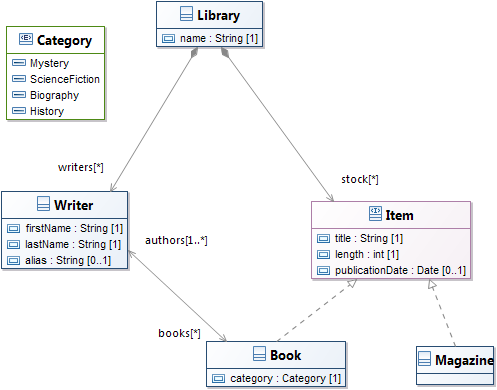 Library
name : String [1]
Category
Mystery
ScienceFiction
Biography
History
writers[*]
stock[*]
Writer
firstName : String [1]
lastName : String [1]
alias : String [0..1]
Item
title : String [1]
length : int [1]
publicationDate : Date [0..1]
authors[1..*]
books[*]
Book
category : Category [1]
Magazine